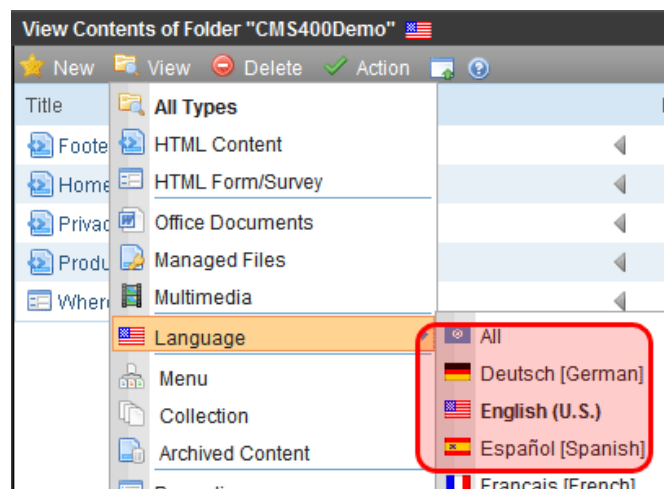 View Contents of Folder "CMS400Demo"
New View Delete Action
Title
All Types
Foote
HTML Content
Home
HTML Form/Survey
Privac
Office Documents
Produ
Managed Files
Where
Multimedia
Language
All
Menu
Deutsch [German]
Collection
English (U.S.)
Archived Content
Español [Spanish]
Français [French]